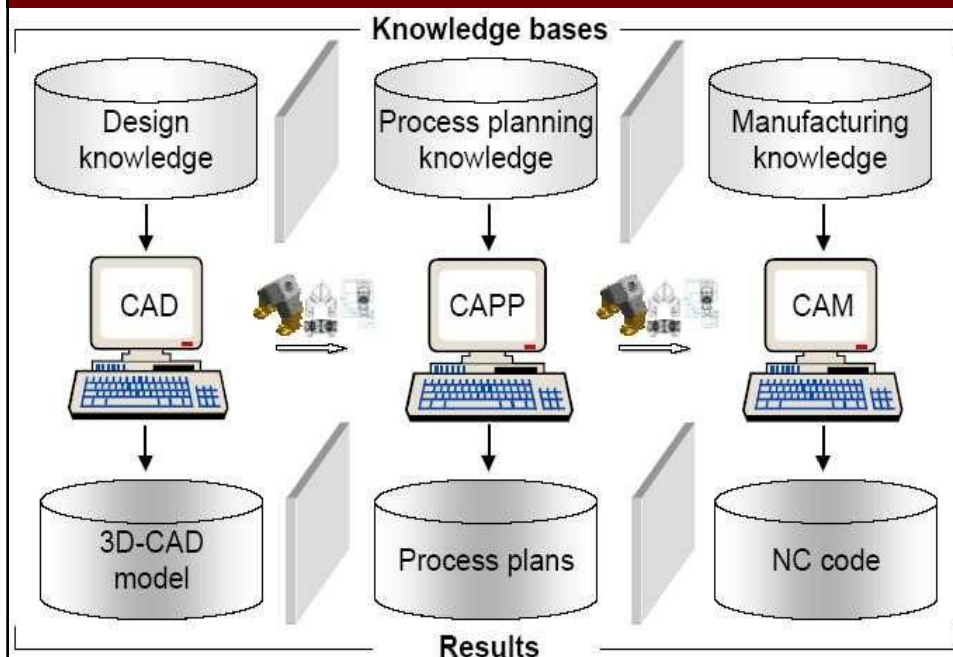 Knowledge bases
Design
knowledge
Process planning
knowledge
Manufacturing
knowledge
CAD
CAPP
CAM
3D-CAD
model
Process plans
NC code
Results